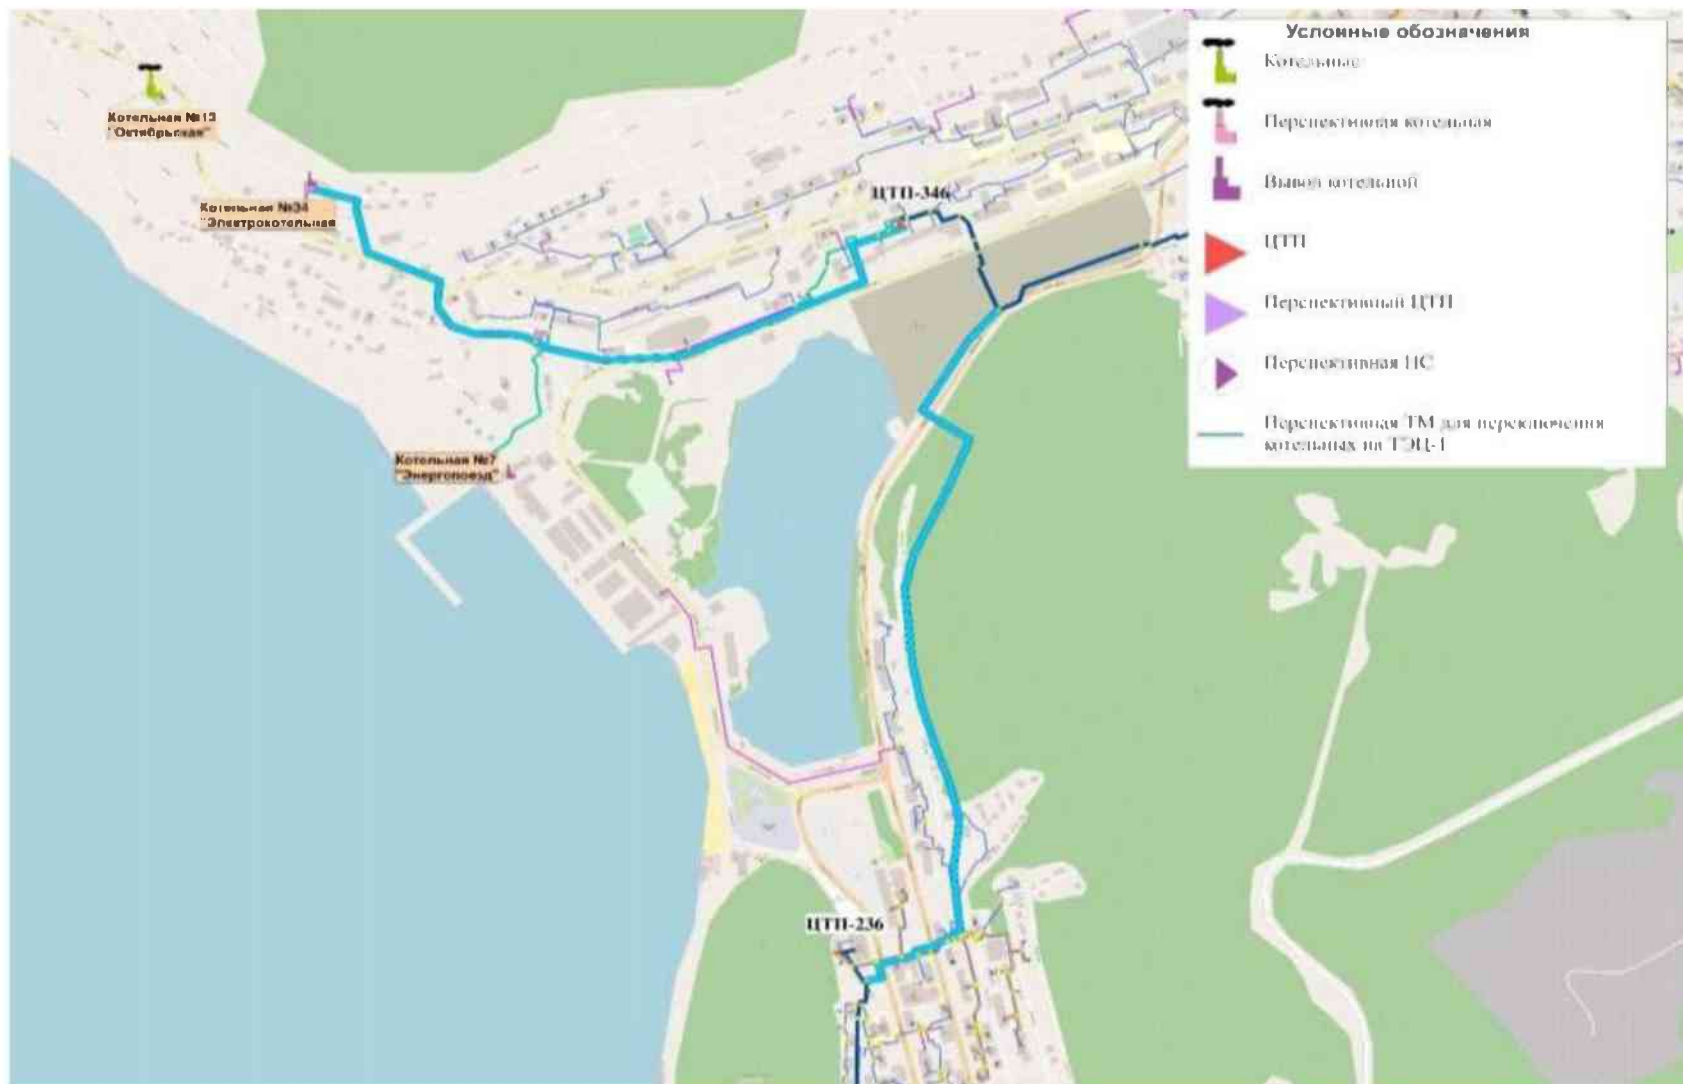 Условные обозначения
Котельные
Перспективная котельная
Вывод котельной
ЦТП
Перспективный ЦТП
Перспективная НС
Перспективная ТМ для переключения
котельных на ТЭЦ-1
Котельная №13
"Октябрьская"
ЦТП-346
Котельная №34
"Электрокотельная
Котельная №7
"Энергопоезд"
ЦТП-236